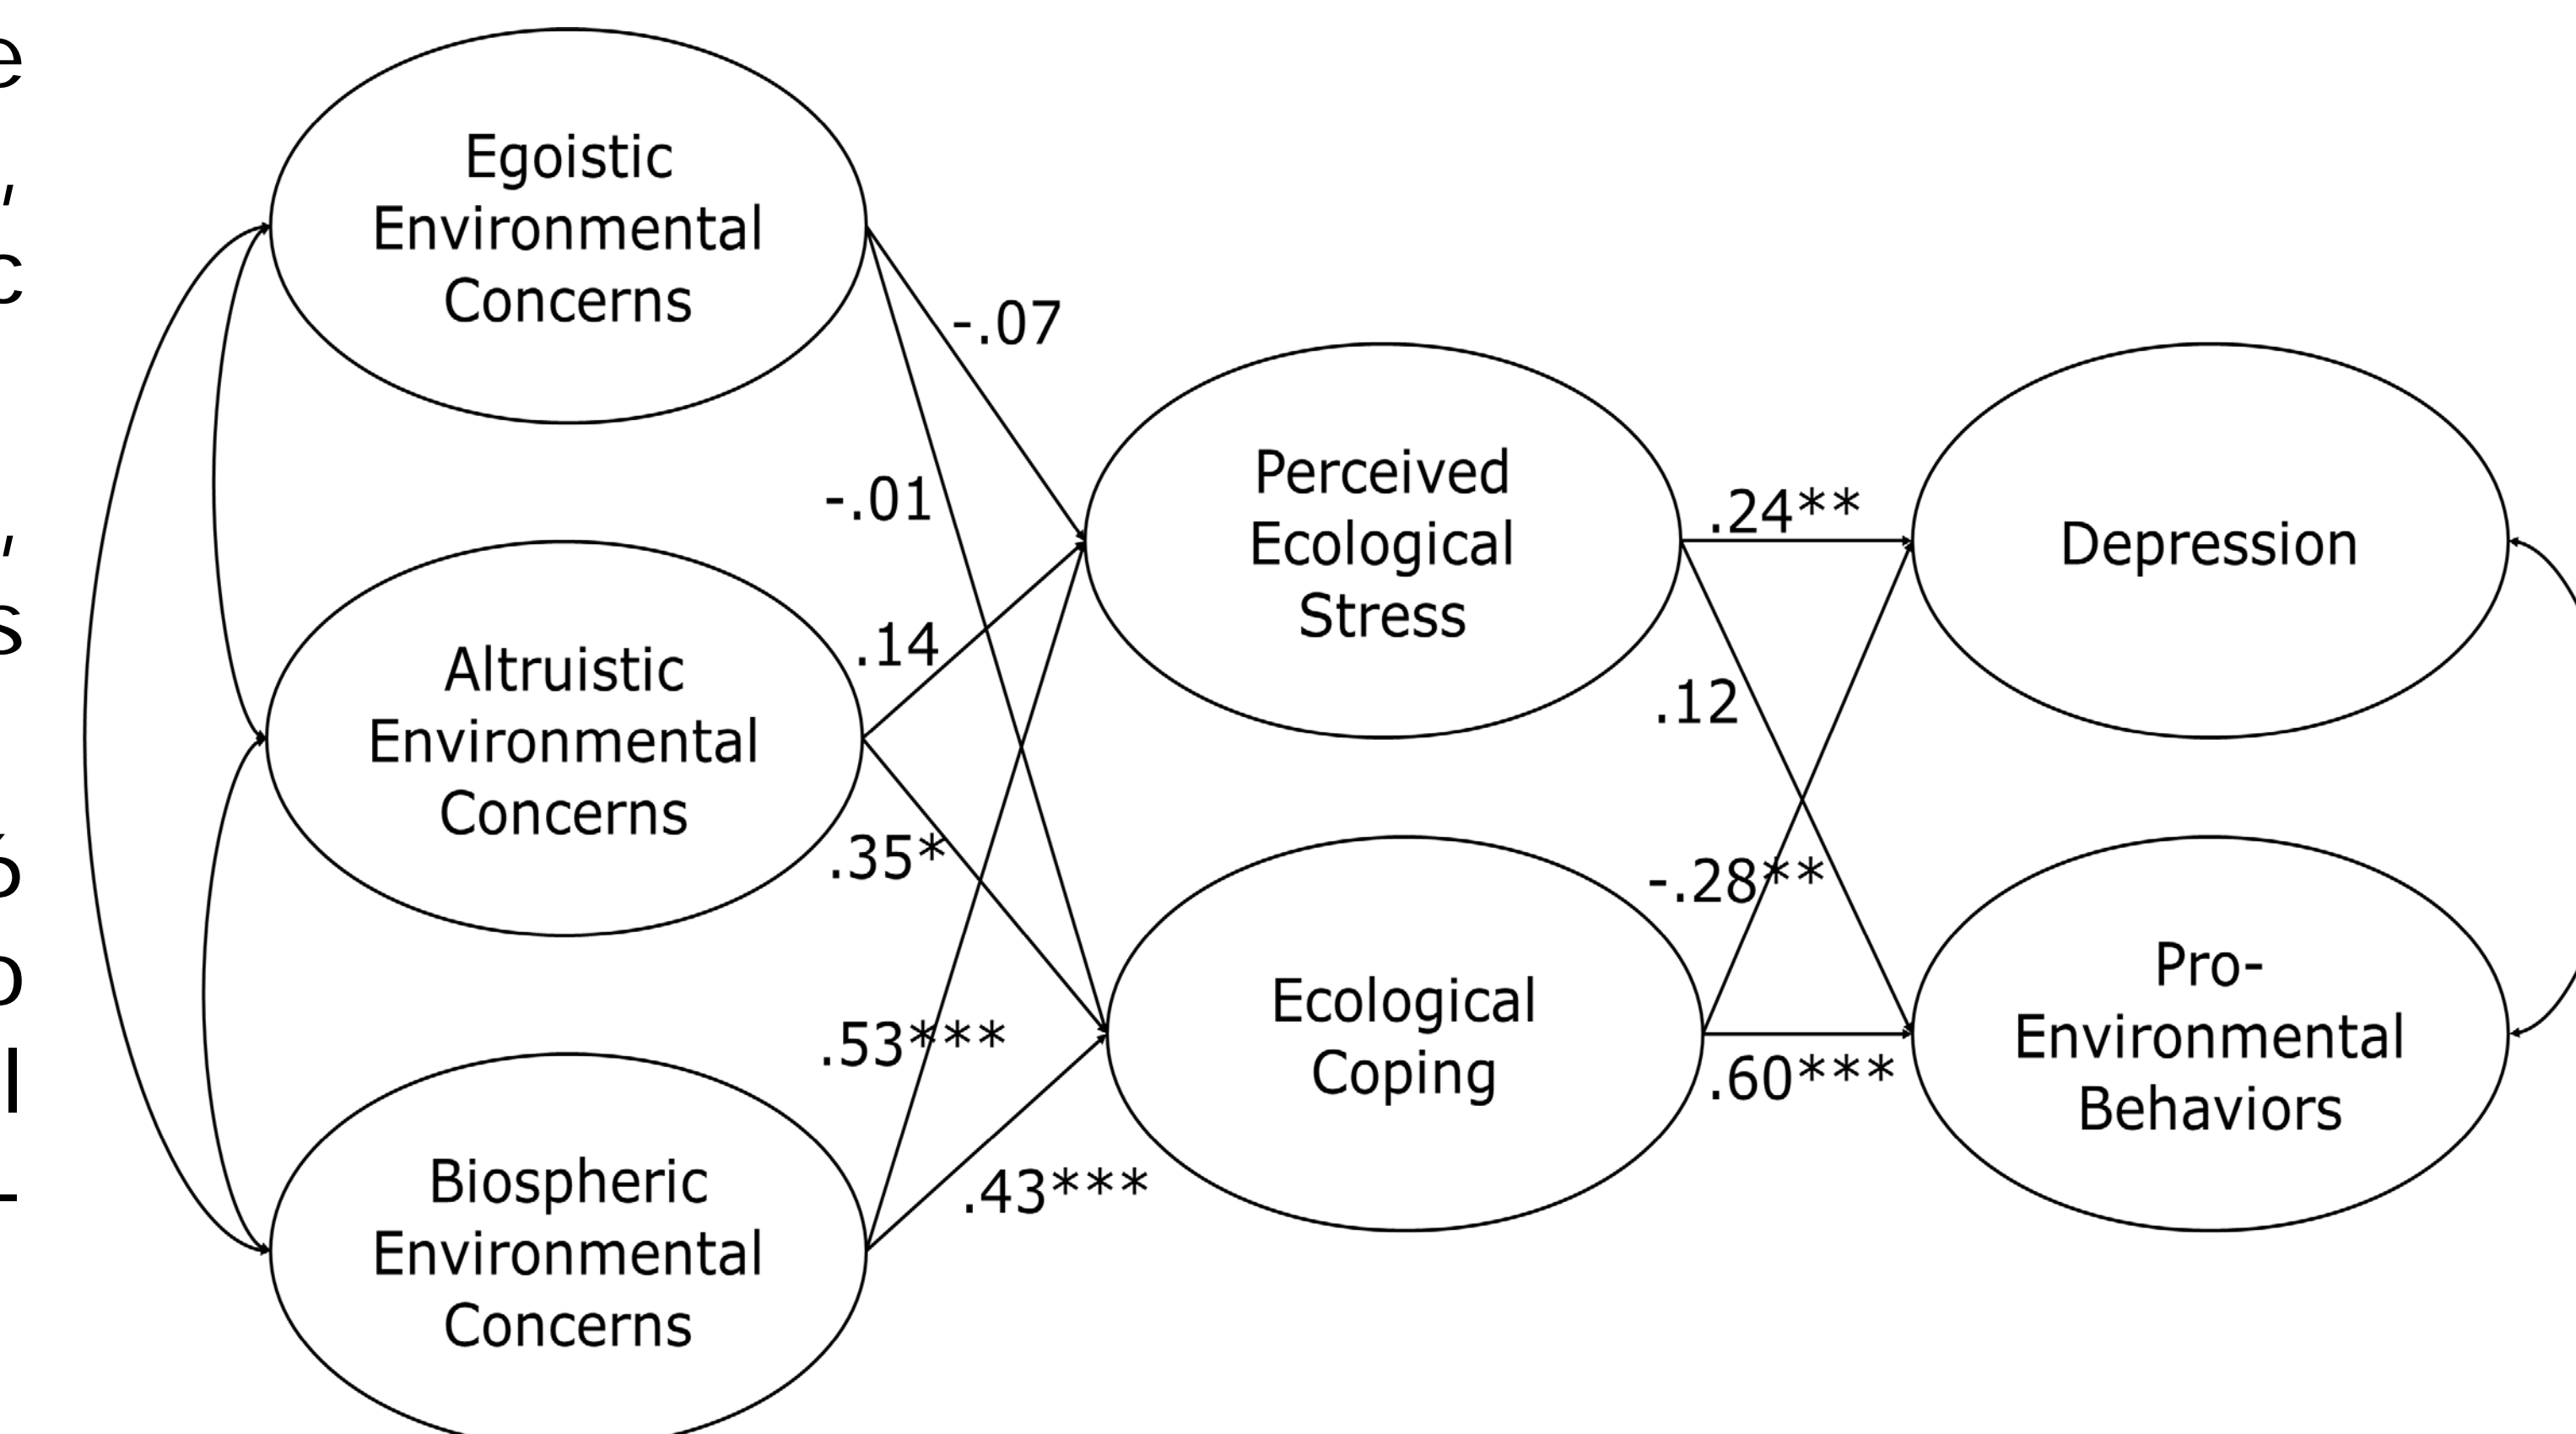 Egoistic
Environmental
Concerns
-.07
-.01
Perceived
Ecological
Stress
.24**
Depression
Altruistic
Environmental
Concerns
.14
.12
.35*
-.28**
Ecological
Coping
Pro-
Environmental
Behaviors
.53***
.60***
.43***
Biospheric
Environmental
Concerns